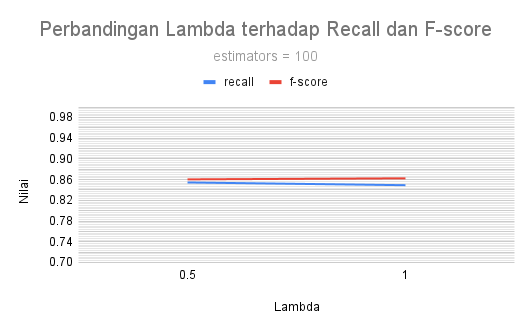 Perbandingan Lambda terhadap Recall dan F-score
estimators = 100
recall f-score
0.98
0.94
0.90
0.86
0.82
0.78
0.74
0.70
Nilai
0.5 1
Lambda